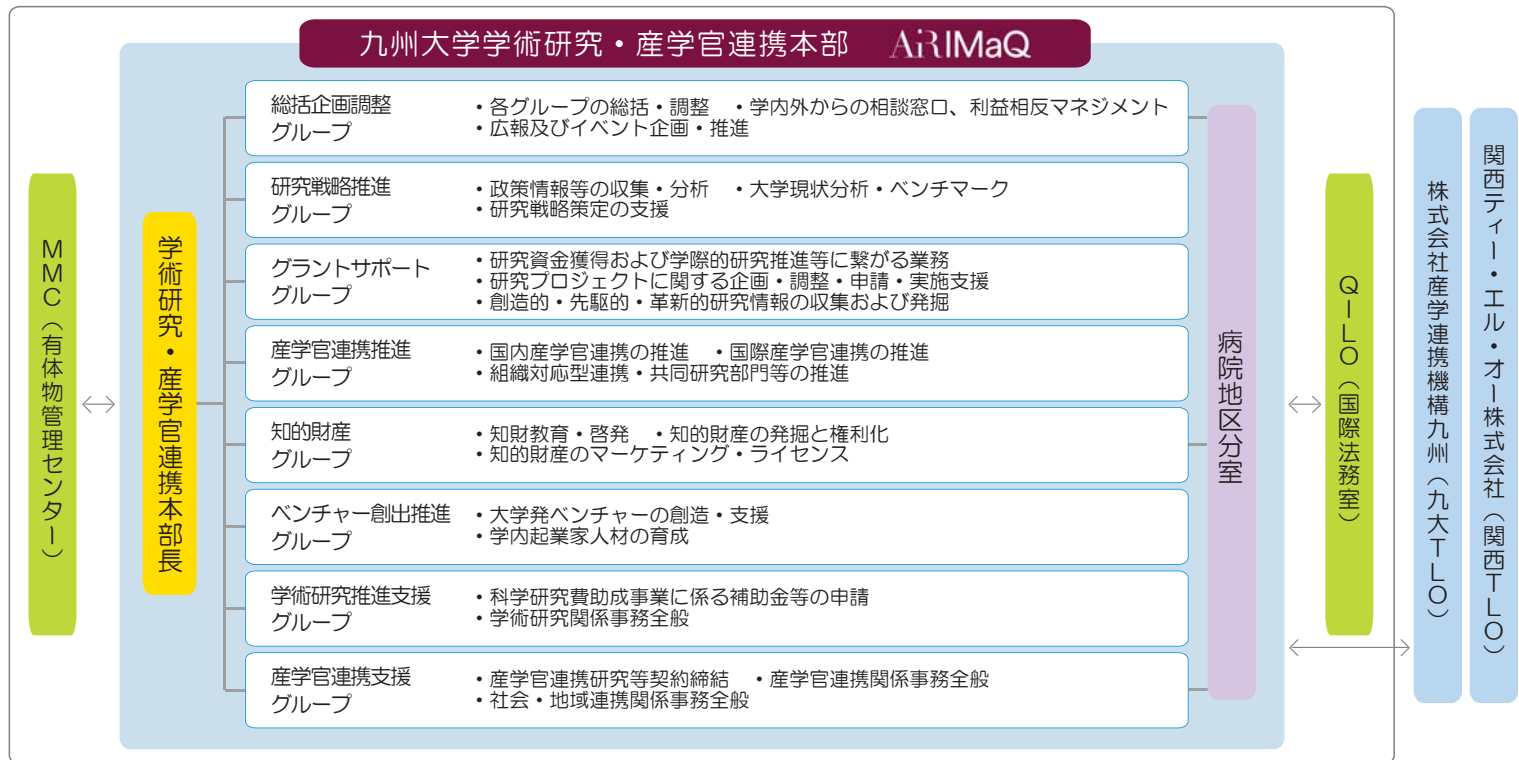 九州大学学術研究・産学官連携本部 AiRIMaQ
MMC（有体物管理センター）
学術研究・産学官連携本部長
総括企画調整
グループ
・各グループの総括・調整 ・学内外からの相談窓口、利益相反マネジメント
・広報及びイベント企画・推進
研究戦略推進
グループ
・政策情報等の収集・分析 ・大学現状分析・ベンチマーク
・研究戦略策定の支援
グラントサポート
グループ
・研究資金獲得および学際的研究推進等に繋がる業務
・研究プロジェクトに関する企画・調整・申請・実施支援
・創造的・先駆的・革新的研究情報の収集および発掘
産学官連携推進
グループ
・国内産学官連携の推進 ・国際産学官連携の推進
・組織対応型連携・共同研究部門等の推進
知的財産
グループ
・知財教育・啓発 ・知的財産の発掘と権利化
・知的財産のマーケティング・ライセンス
ベンチャー創出推進
グループ
・大学発ベンチャーの創造・支援
・学内起業家人材の育成
学術研究推進支援
グループ
・科学研究費助成事業に係る補助金等の申請
・学術研究関係事務全般
産学官連携支援
グループ
・産学官連携研究等契約締結 ・産学官連携関係事務全般
・社会・地域連携関係事務全般
病院地区分室
QILO（国際法務室）
株式会社産学連携機構九州（九大TLO）
関西ティー・エル・オー株式会社（関西TLO）